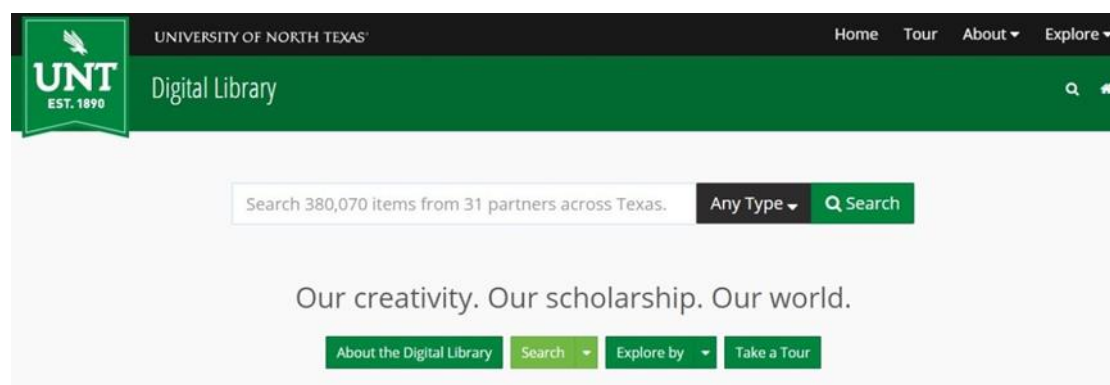 UNIVERSITY OF NORTH TEXAS®
Home Tour About Explore
UNT
EST. 1890
Digital Library
Search 380,070 items from 31 partners across Texas. Any Type Search
Our creativity. Our scholarship. Our world.
About the Digital Library Search Explore by Take a Tour